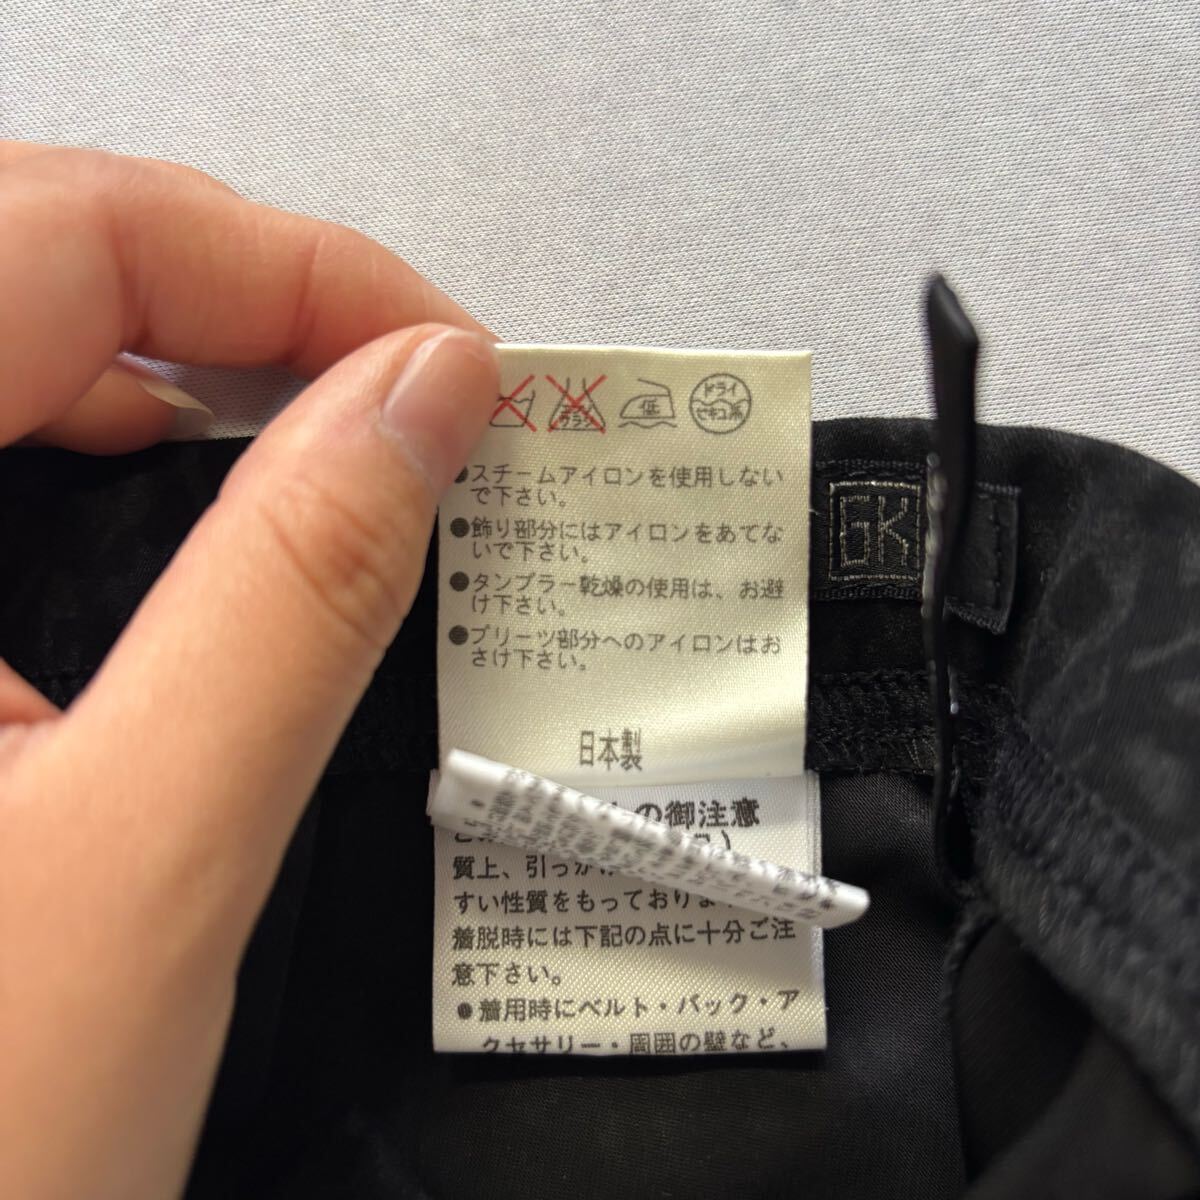 エンソ
サラシ
低
ドライ
セキユ系
●スチームアイロンを使用しない
で下さい。
●飾り部分にはアイロンをあてな
いで下さい。
●タンブラー乾燥の使用は、お避
け下さい。
●プリーツ部分へのアイロンはお
さけ下さい。
日本製
GK
の御注意
質上、引っか
すい性質をもっておりま
着脱時には下記の点に十分ご注
意下さい。
●着用時にベルト・バック・ア
クセサリー・周囲の壁など、